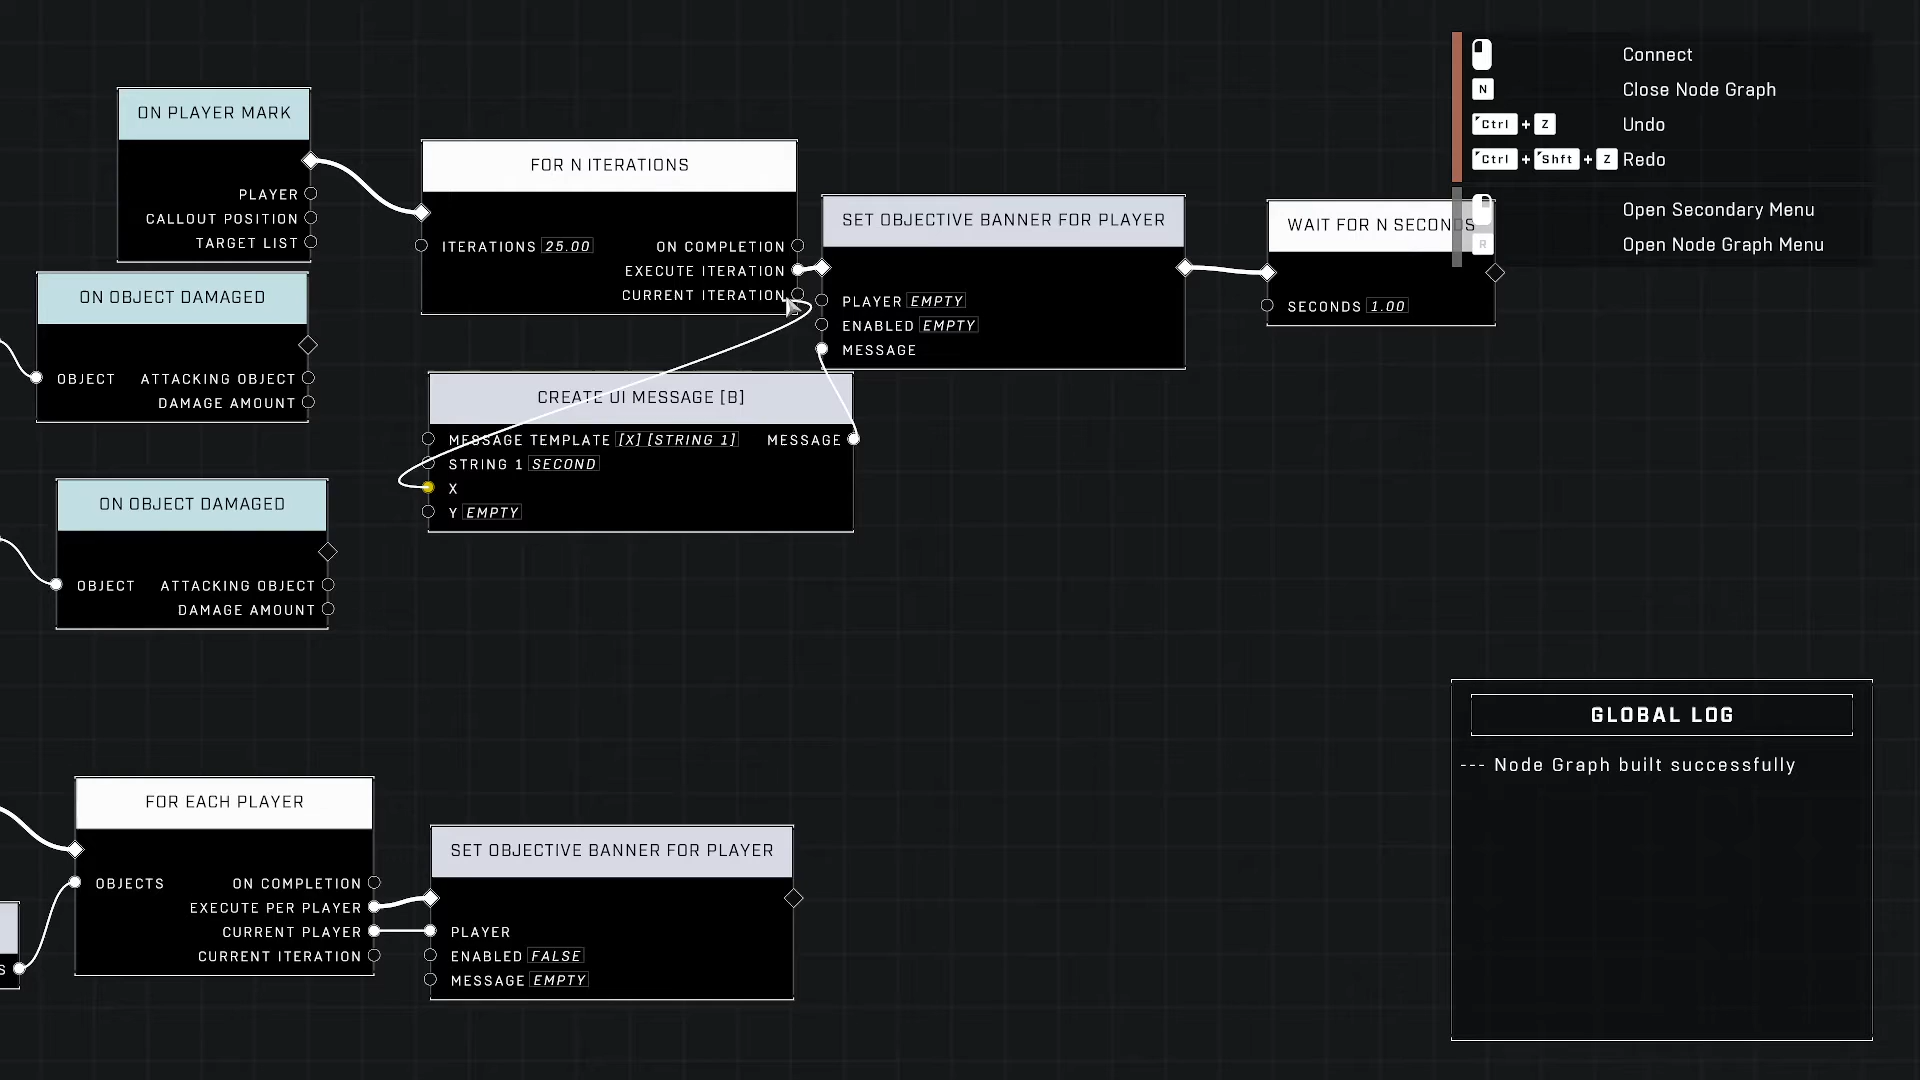 ON PLAYER MARK
PLAYER
CALLOUT POSITION
TARGET LIST
FOR N ITERATIONS
ITERATIONS 25.00 ON COMPLETION
EXECUTE ITERATION
CURRENT ITERATION
SET OBJECTIVE BANNER FOR PLAYER
PLAYER EMPTY
ENABLED EMPTY
MESSAGE
WAIT FOR N SECONDS
SECONDS 1.00
Connect
N Close Node Graph
Ctrl + Z Undo
Ctrl + Shft + Z Redo
Open Secondary Menu
R Open Node Graph Menu
ON OBJECT DAMAGED
OBJECT ATTACKING OBJECT
DAMAGE AMOUNT
CREATE UI MESSAGE [B]
MESSAGE TEMPLATE [X] [STRING 1] MESSAGE
STRING 1 SECOND
X
Y EMPTY
ON OBJECT DAMAGED
OBJECT ATTACKING OBJECT
DAMAGE AMOUNT
GLOBAL LOG
--- Node Graph built successfully
FOR EACH PLAYER
OBJECTS ON COMPLETION
EXECUTE PER PLAYER
CURRENT PLAYER
CURRENT ITERATION
S
SET OBJECTIVE BANNER FOR PLAYER
PLAYER
ENABLED FALSE
MESSAGE EMPTY